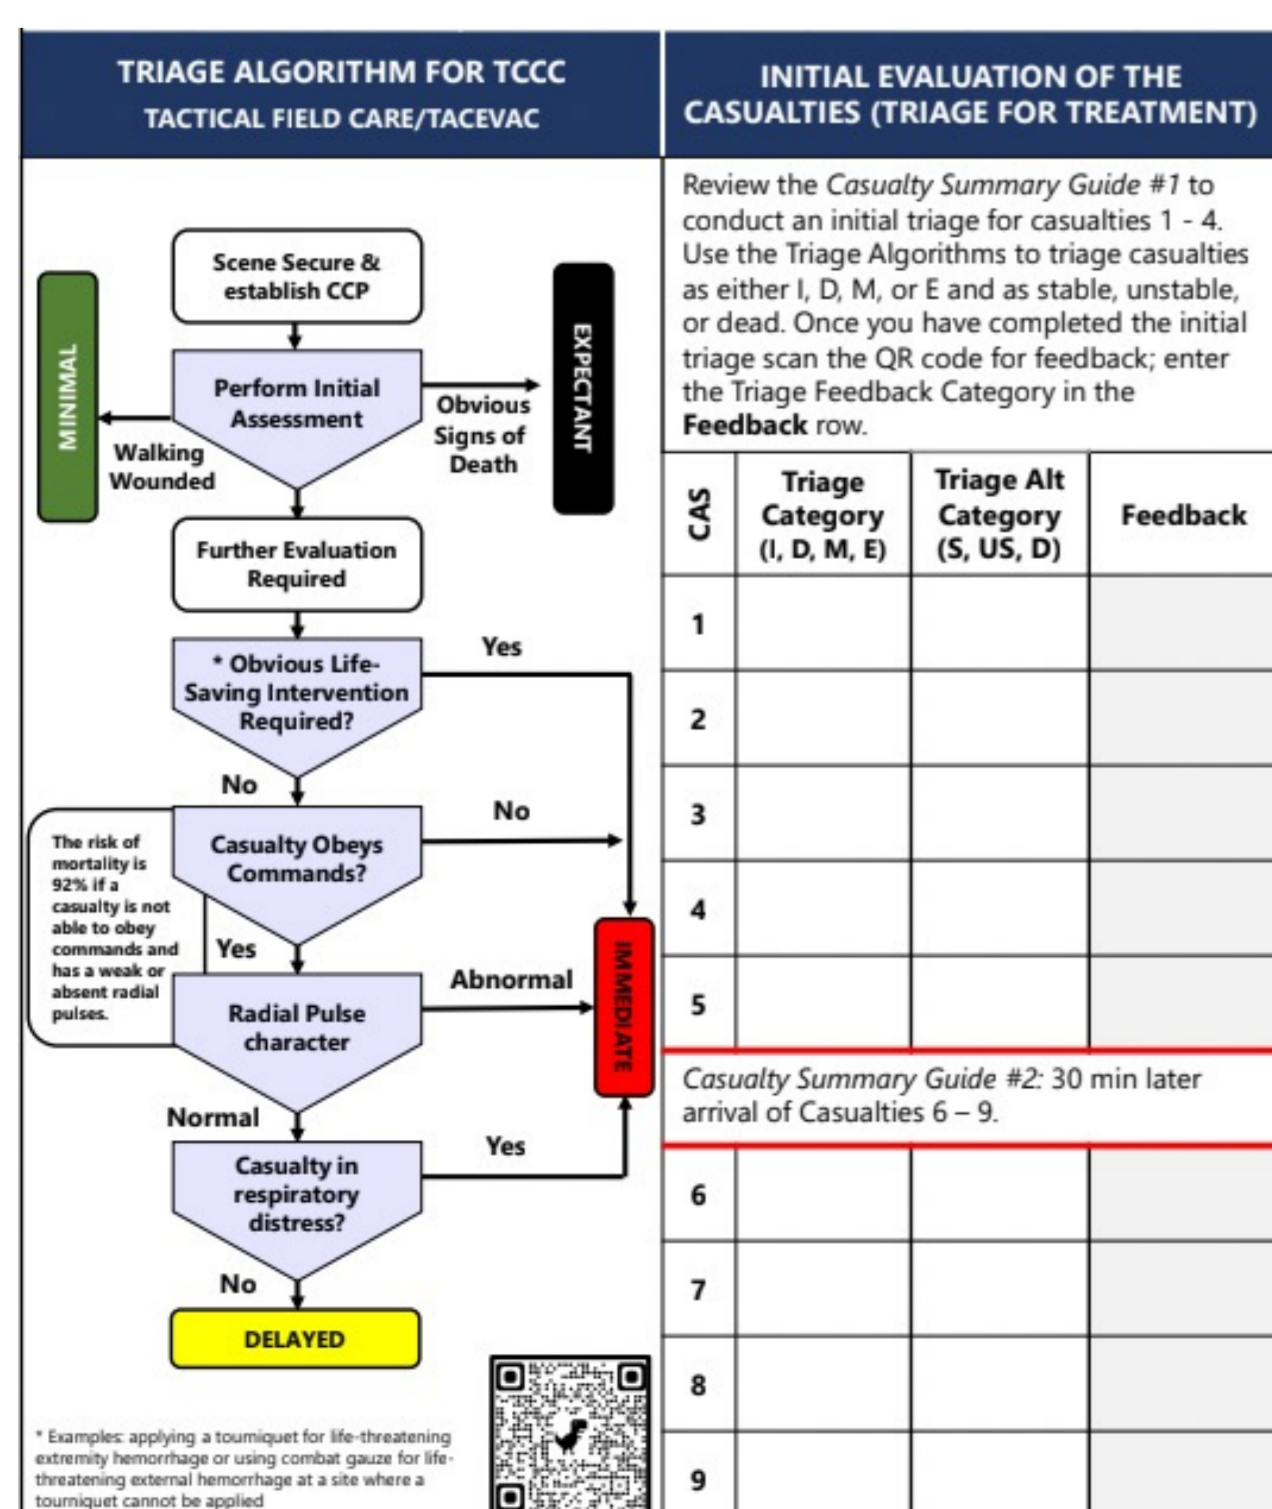 TRIAGE ALGORITHM FOR TCCC
TACTICAL FIELD CARE/TACEVAC
Scene Secure &
establish CCP
MINIMAL
EXPECTANT
Perform Initial
Assessment
Obvious
Signs of
Death
Walking
Wounded
Further Evaluation
Required
* Obvious Life-
Saving Intervention
Required?
Yes
No
Casualty Obeys
Commands?
No
The risk of
mortality is
92% if a
casualty is not
able to obey
commands and
has a weak or
absent radial
pulses.
Yes
Radial Pulse
character
Abnormal
IMMEDIATE
Normal
Casualty in
respiratory
distress?
Yes
No
DELAYED
* Examples: applying a tourniquet for life-threatening
extremity hemorrhage or using combat gauze for life-
threatening external hemorrhage at a site where a
tourniquet cannot be applied
INITIAL EVALUATION OF THE
CASUALTIES (TRIAGE FOR TREATMENT)
Review the Casualty Summary Guide #1 to
conduct an initial triage for casualties 1 - 4.
Use the Triage Algorithms to triage casualties
as either I, D, M, or E and as stable, unstable,
or dead. Once you have completed the initial
triage scan the QR code for feedback; enter
the Triage Feedback Category in the
Feedback row.
CAS
Triage
Category
(I, D, M, E)
Triage Alt
Category
(S, US, D)
Feedback
1
2
3
4
5
Casualty Summary Guide #2: 30 min later
arrival of Casualties 6 – 9.
6
7
8
9